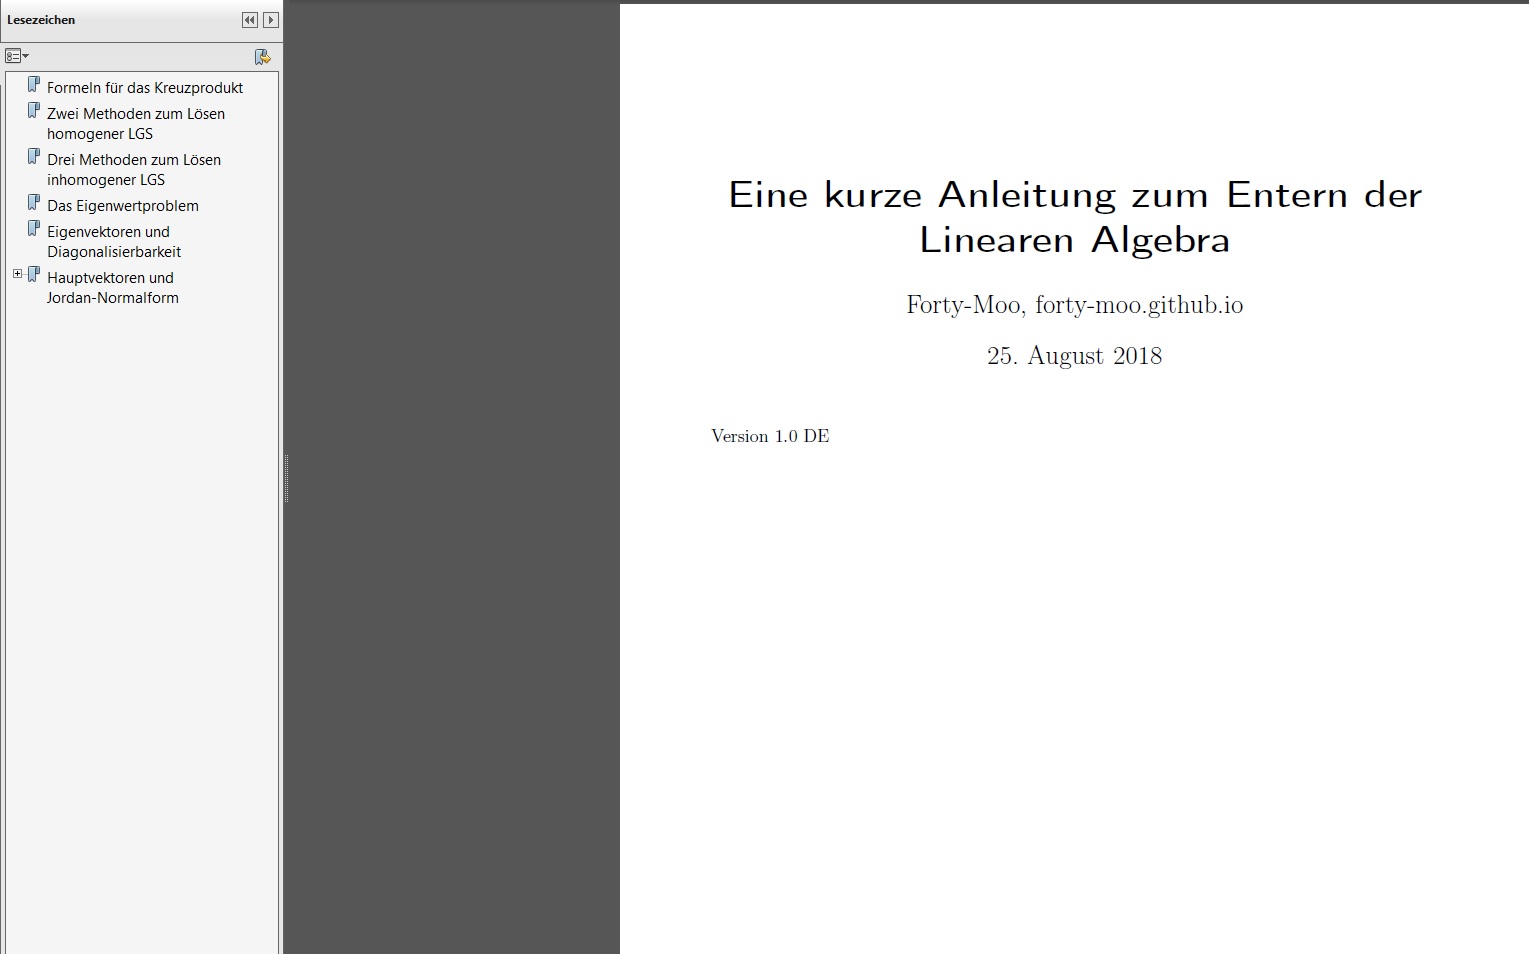 Lesezeichen
Formeln für das Kreuzprodukt
Zwei Methoden zum Lösen
homogener LGS
Drei Methoden zum Lösen
inhomogener LGS
Das Eigenwertproblem
Eigenvektoren und
Diagonalisierbarkeit
Hauptvektoren und
Jordan-Normalform
Eine kurze Anleitung zum Entern der
Linearen Algebra
Forty-Moo, forty-moo.github.io
25. August 2018
Version 1.0 DE